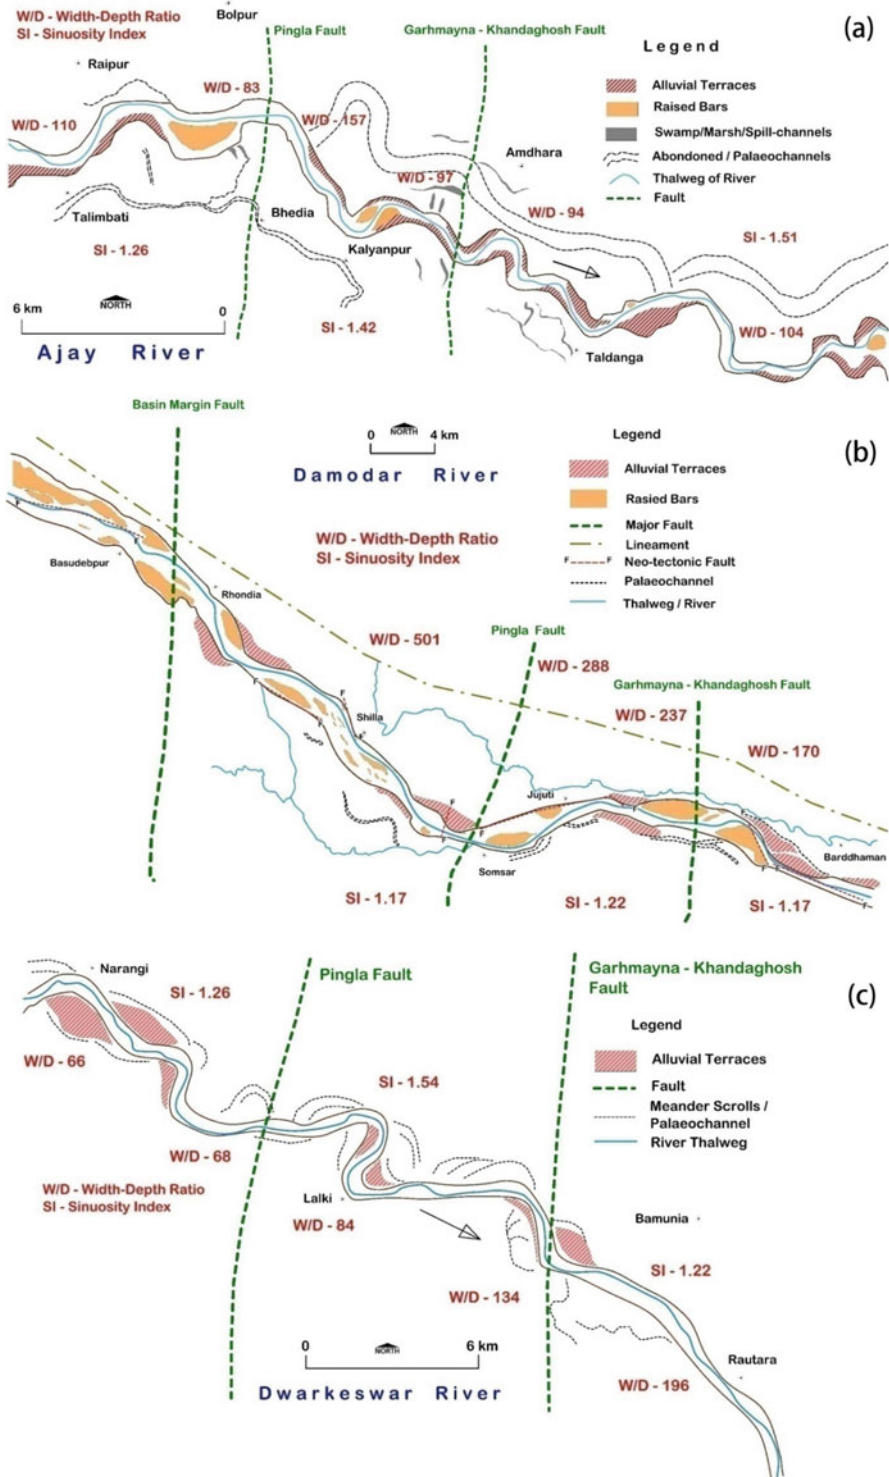 W/D - Width-Depth Ratio
SI - Sinuosity Index
Bolpur
Pingla Fault
Garhmayna - Khandaghosh Fault
(a)
Legend
Raipur
W/D - 83
Alluvial Terraces
Raised Bars
W/D - 110
W/D - 157
Swamp/Marsh/Spill-channels
Amdhara
Abondoned / Palaeochannels
W/D - 97
Thalweg of River
Fault
Talimbati
Bhedia
W/D - 94
SI - 1.26
Kalyanpur
SI - 1.51
NORTH
6 km
0
SI - 1.42
W/D - 104
Ajay River
Taldanga
Basin Margin Fault
NORTH
0
4 km
Legend
(b)
Damodar River
Alluvial Terraces
Rasied Bars
F
Major Fault
W/D - Width-Depth Ratio
SI - Sinuosity Index
Lineament
F
F
F
Neo-tectonic Fault
Basudebpur
Palaeochannel
Rhondia
Thalweg / River
Pingla Fault
W/D - 501
W/D - 288
Garhmayna - Khandaghosh Fault
F
F
W/D - 237
Shilla
F
F
W/D - 170
Jujuti
F
F
F
F
F
F
Barddhaman
Somsar
F
F
SI - 1.17
SI - 1.22
SI - 1.17
F
Narangi
Pingla Fault
Garhmayna - Khandaghosh
Fault
SI - 1.26
(c)
Legend
W/D - 66
Alluvial Terraces
SI - 1.54
Fault
Meander Scrolls /
Palaeochannel
W/D - 68
River Thalweg
W/D - Width-Depth Ratio
SI - Sinuosity Index
Lalki
W/D - 84
Bamunia
SI - 1.22
W/D - 134
0
NORTH
6 km
Rautara
Dwarkeswar River
W/D - 196